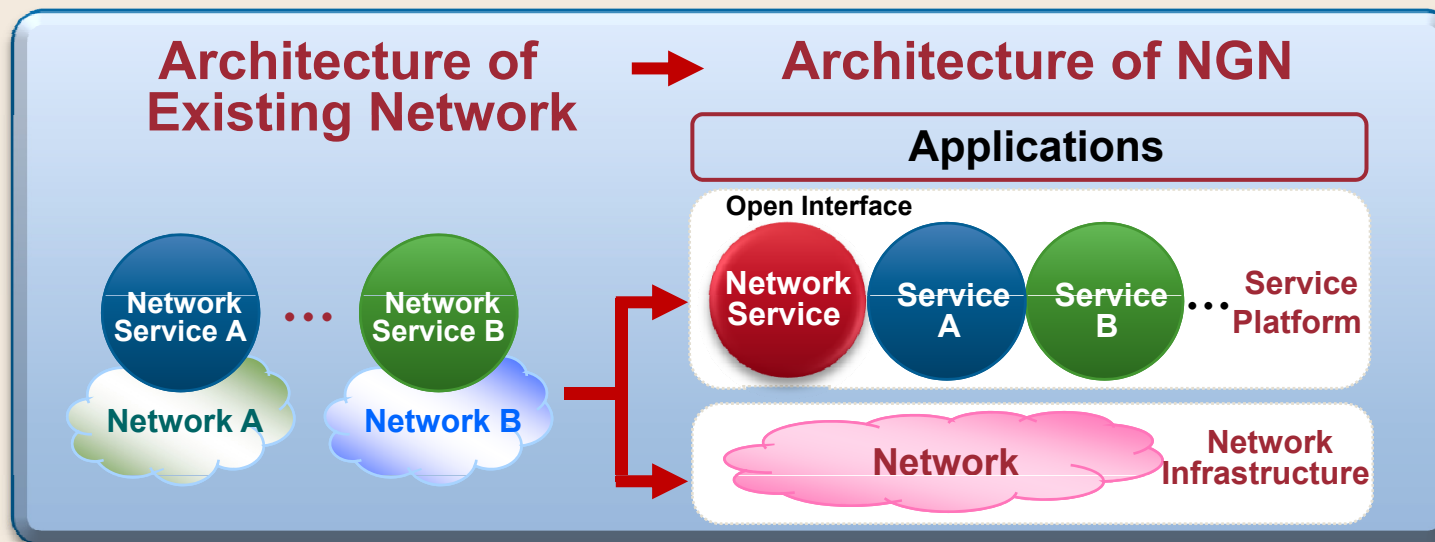 Architecture of
Existing Network
Architecture of NGN
Applications
Open Interface
Network
Service A
...
Network
Service B
Network A
Network B
Network
Service
Service
A
Service
B
...
Service
Platform
Network
Network
Infrastructure